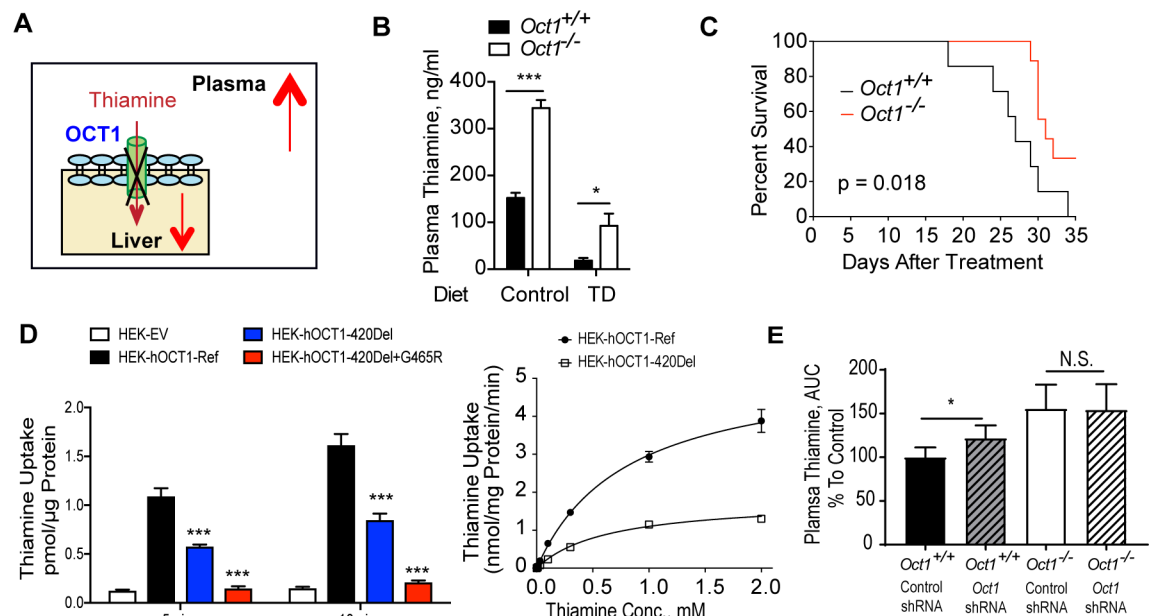 A
Plasma
Thiamine
OCT1
Liver
B
Oct1+/+
Oct1-/-
Plasma Thiamine, ng/ml
450
300
150
0
***
*
Diet Control TD
C
Percent Survival
100
80
60
40
20
0
Oct1+/+
Oct1-/-
p = 0.018
0 5 10 15 20 25 30 35
Days After Treatment
D
HEK-EV
HEK-hOCT1-420Del
HEK-hOCT1-Ref
HEK-hOCT1-420Del+G465R
Thiamine Uptake
pmol/µg Protein
2.0
1.5
1.0
0.5
0.0
***
***
***
***
HEK-hOCT1-Ref
HEK-hOCT1-420Del
Thiamine Uptake
(nmol/mg Protein/min)
5
4
3
2
1
0
0.0 0.5 1.0 1.5 2.0
Thiamine Conc., mM
E
Plamsa Thiamine, AUC
% To Control
200
150
100
50
0
*
N.S.
Oct1+/+ Oct1+/+ Oct1-/- Oct1-/-
Control Oct1 Control Oct1
shRNA shRNA shRNA shRNA